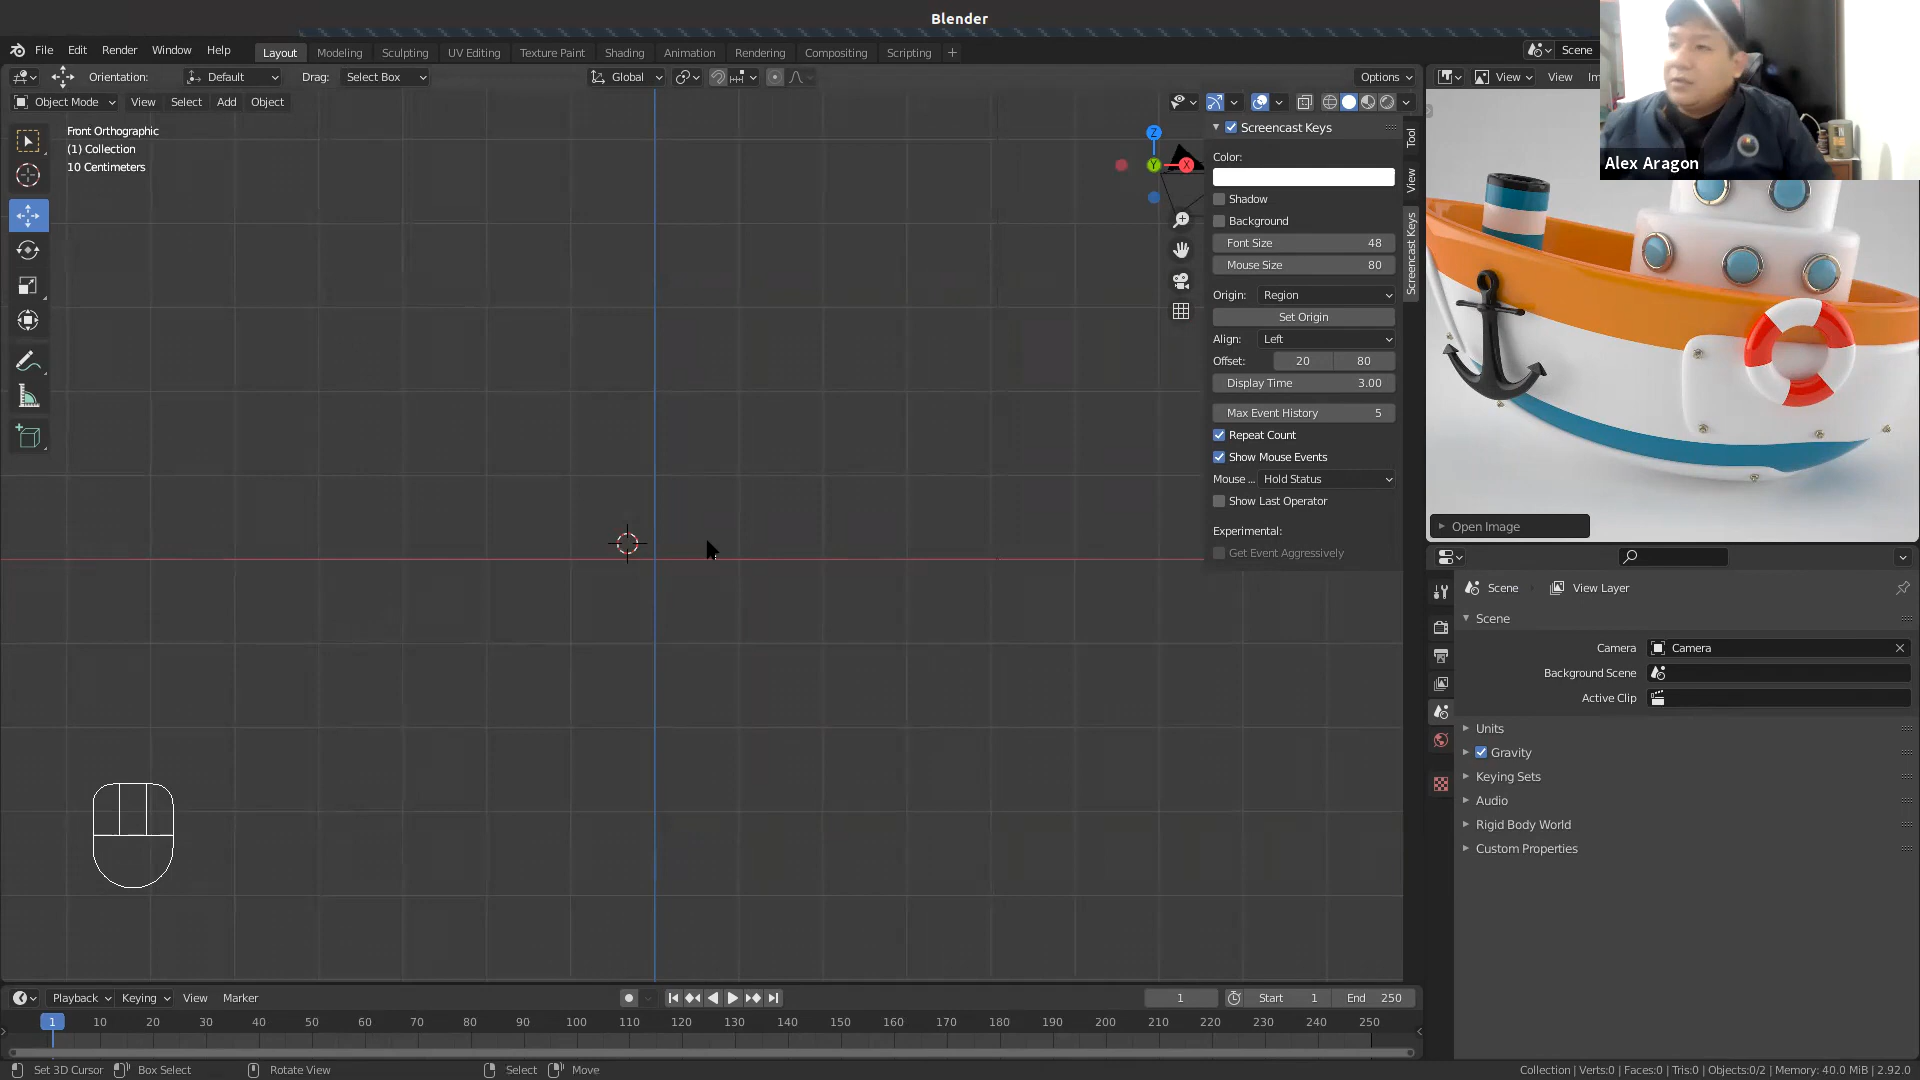 Blender
File Edit Render Window Help Layout Modeling Sculpting UV Editing Texture Paint Shading Animation Rendering Compositing Scripting + Scene
Orientation: Default Drag: Select Box Global Options View View
Object Mode View Select Add Object
Front Orthographic
(1) Collection
10 Centimeters
Z
Y
X
Screencast Keys
Color:
Shadow
Background
Font Size 48
Mouse Size 80
Origin: Region
Set Origin
Align: Left
Offset: 20 80
Display Time 3.00
Max Event History 5
Repeat Count
Show Mouse Events
Mouse ... Hold Status
Show Last Operator
Experimental:
Get Event Aggressively
Tool
View
Screencast Keys
Alex Aragon
Open Image
Scene View Layer
Scene
Camera Camera
Background Scene
Active Clip
Units
Gravity
Keying Sets
Audio
Rigid Body World
Custom Properties
Playback Keying View Marker 1 Start 1 End 250
1 10 20 30 40 50 60 70 80 90 100 110 120 130 140 150 160 170 180 190 200 210 220 230 240 250
Set 3D Cursor Box Select Rotate View Select Move Collection | Verts:0 | Faces:0 | Tris:0 | Objects:0/2 | Memory: 40.0 MiB | 2.92.0